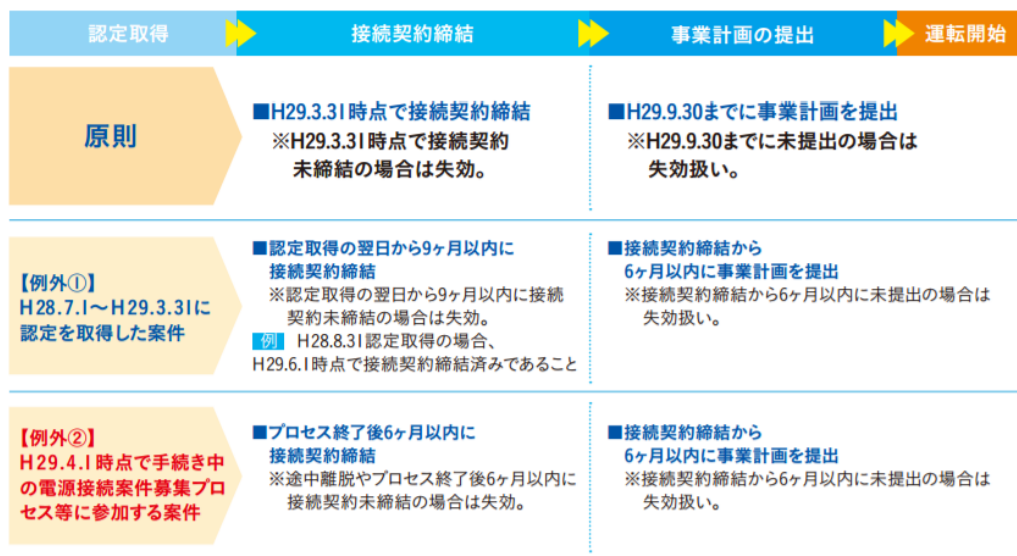 認定取得
接続契約締結
事業計画の提出
運転開始
原則
■H29.3.31時点で接続契約締結
※H29.3.31時点で接続契約
未締結の場合は失効。
■H29.9.30までに事業計画を提出
※H29.9.30までに未提出の場合は
失効扱い。
【例外①】
H28.7.1～H29.3.31に
認定を取得した案件
■認定取得の翌日から9ヶ月以内に
接続契約締結
※認定取得の翌日から9ヶ月以内に接続
契約未締結の場合は失効。
例 H28.8.31認定取得の場合、
H29.6.1時点で接続契約締結済みであること
■接続契約締結から
6ヶ月以内に事業計画を提出
※接続契約締結から6ヶ月以内に未提出の場合は
失効扱い。
【例外②】
H29.4.1時点で手続き中
の電源接続案件募集プロ
セス等に参加する案件
■プロセス終了後6ヶ月以内に
接続契約締結
※途中離脱やプロセス終了後6ヶ月以内に
接続契約未締結の場合は失効。
■接続契約締結から
6ヶ月以内に事業計画を提出
※接続契約締結から6ヶ月以内に未提出の場合は
失効扱い。